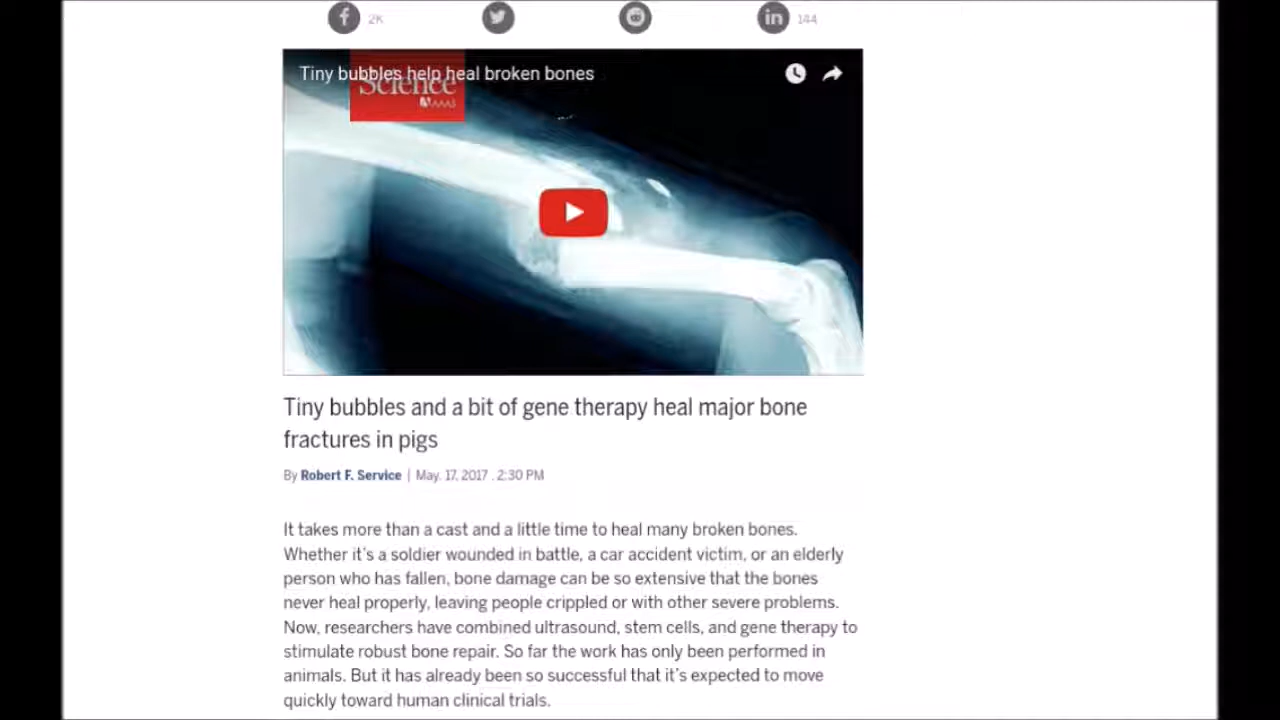 2K
in 144
Tiny bubbles help heal broken bones
Science
AAAS
Tiny bubbles and a bit of gene therapy heal major bone
fractures in pigs
By Robert F. Service | May. 17, 2017 , 2:30 PM
It takes more than a cast and a little time to heal many broken bones.
Whether it's a soldier wounded in battle, a car accident victim, or an elderly
person who has fallen, bone damage can be so extensive that the bones
never heal properly, leaving people crippled or with other severe problems.
Now, researchers have combined ultrasound, stem cells, and gene therapy to
stimulate robust bone repair. So far the work has only been performed in
animals. But it has already been so successful that it's expected to move
quickly toward human clinical trials.